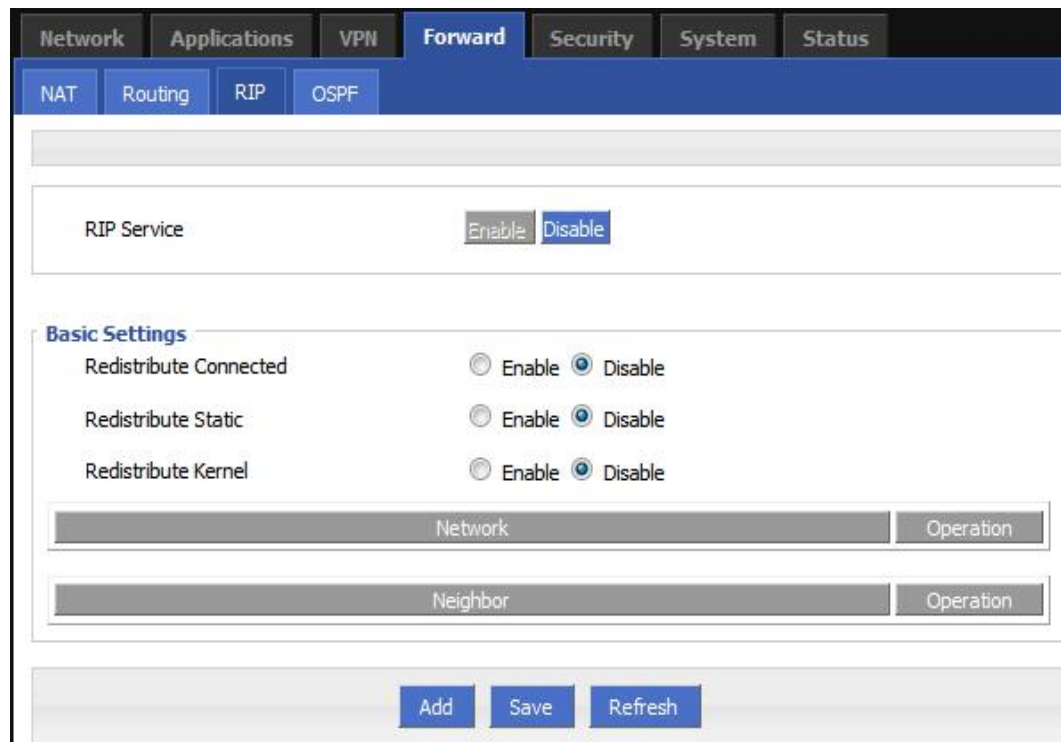 Network Applications VPN Forward Security System Status
NAT Routing RIP OSPF
RIP Service Enable Disable
Basic Settings
Redistribute Connected Enable Disable
Redistribute Static Enable Disable
Redistribute Kernel Enable Disable
Network Operation
Neighbor Operation
Add Save Refresh